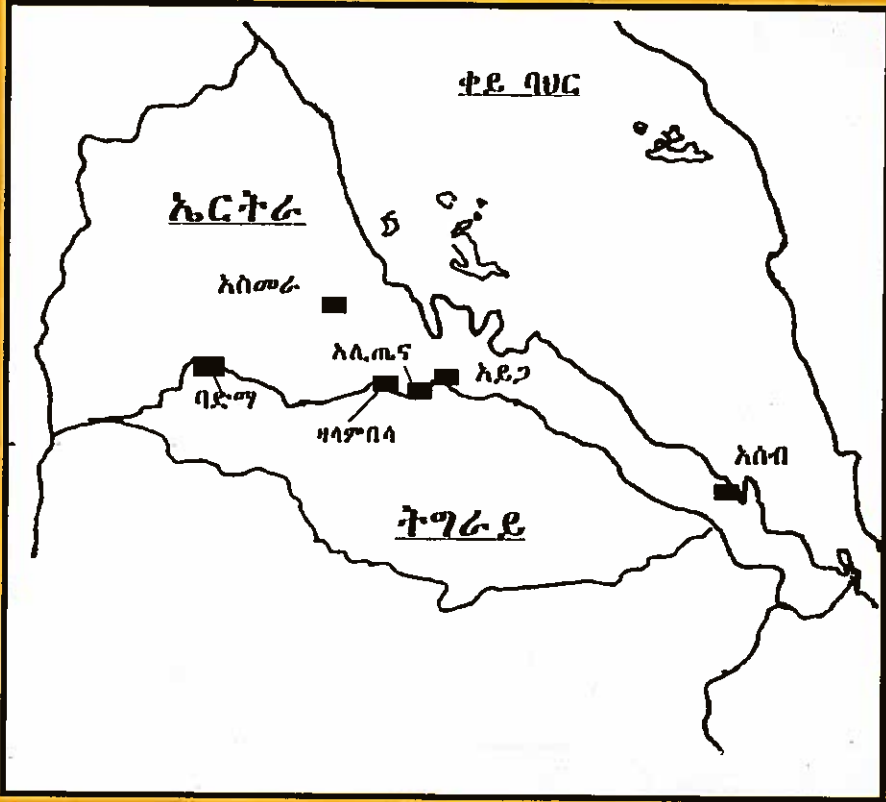 ቀይ ባህር
ኤርትራ
አስመራ
አሊጤና
አይጋ
ባድማ
ዛላምበሳ
አሰብ
ትግራይ